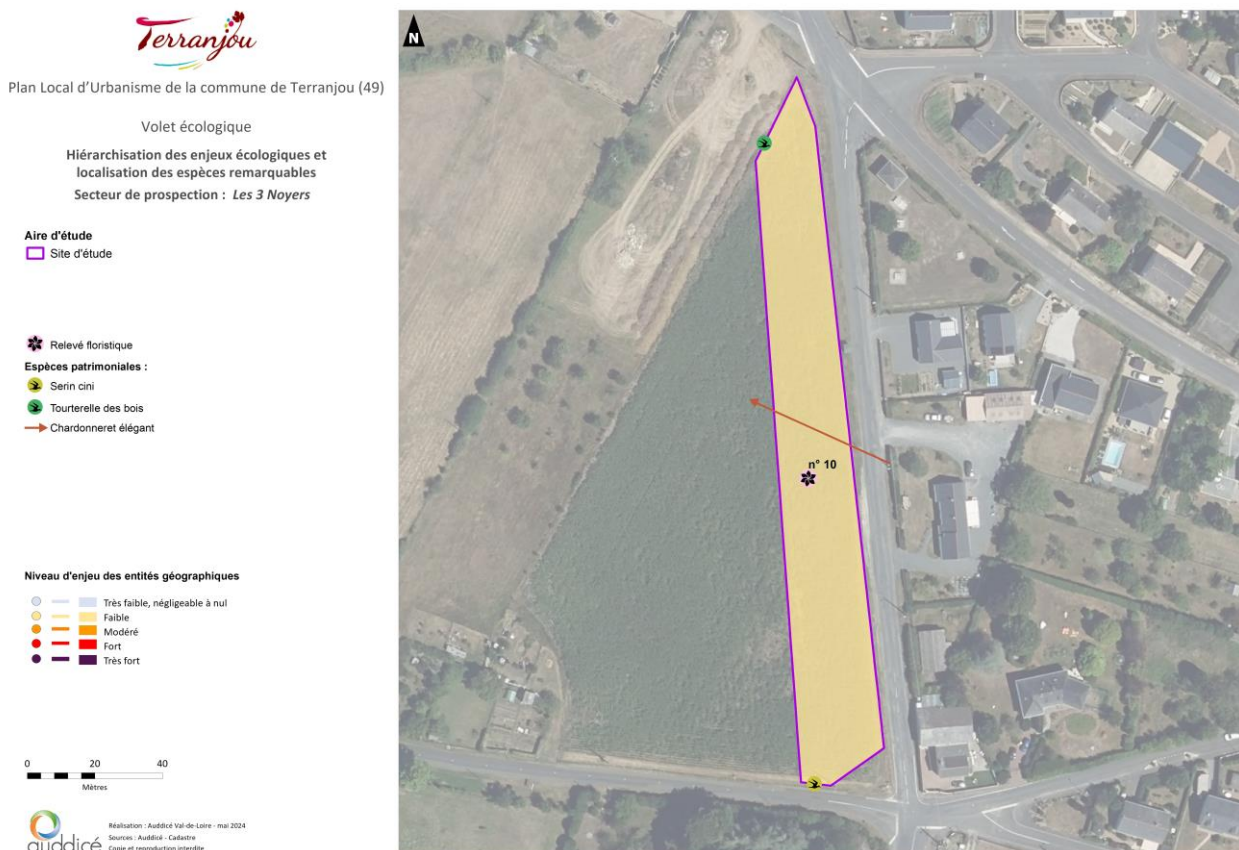 Terranjou
Plan Local d'Urbanisme de la commune de Terranjou (49)
Volet écologique
Hiérarchisation des enjeux écologiques et
localisation des espèces remarquables
Secteur de prospection : Les 3 Noyers
Aire d'étude
Site d'étude
Relevé floristique
Espèces patrimoniales :
Serin cini
Tourterelle des bois
Chardonneret élégant
Niveau d'enjeu des entités géographiques
Très faible, négligeable à nul
Faible
Modéré
Fort
Très fort
0 20 40
Mètres
auddicé
Réalisation : Auddicé Val-de-Loire - mai 2024
Sources : Auddicé - Cadastre
Copie et reproduction interdite
N
n° 10